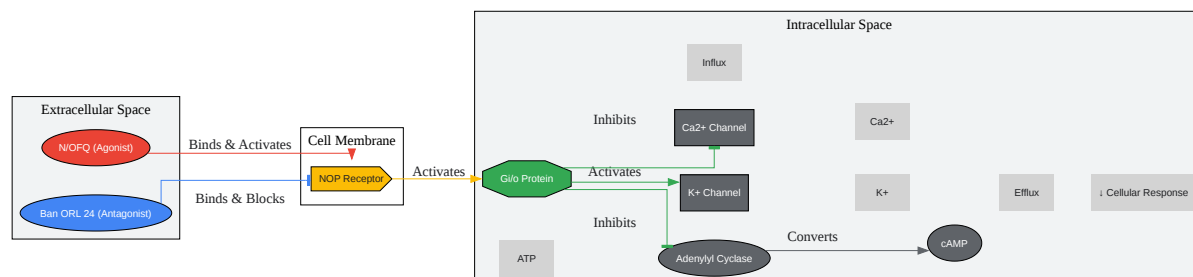 Intracellular Space
Influx
Extracellular Space
Cell Membrane
Inhibits
Ca2+ Channel
Ca2+
N/OFQ (Agonist)
Binds & Activates
NOP Receptor
Activates
Gi/o Protein
Activates
K+ Channel
K+
Efflux
↓ Cellular Response
Ban ORL 24 (Antagonist)
Binds & Blocks
Inhibits
Converts
cAMP
ATP
Adenylyl Cyclase